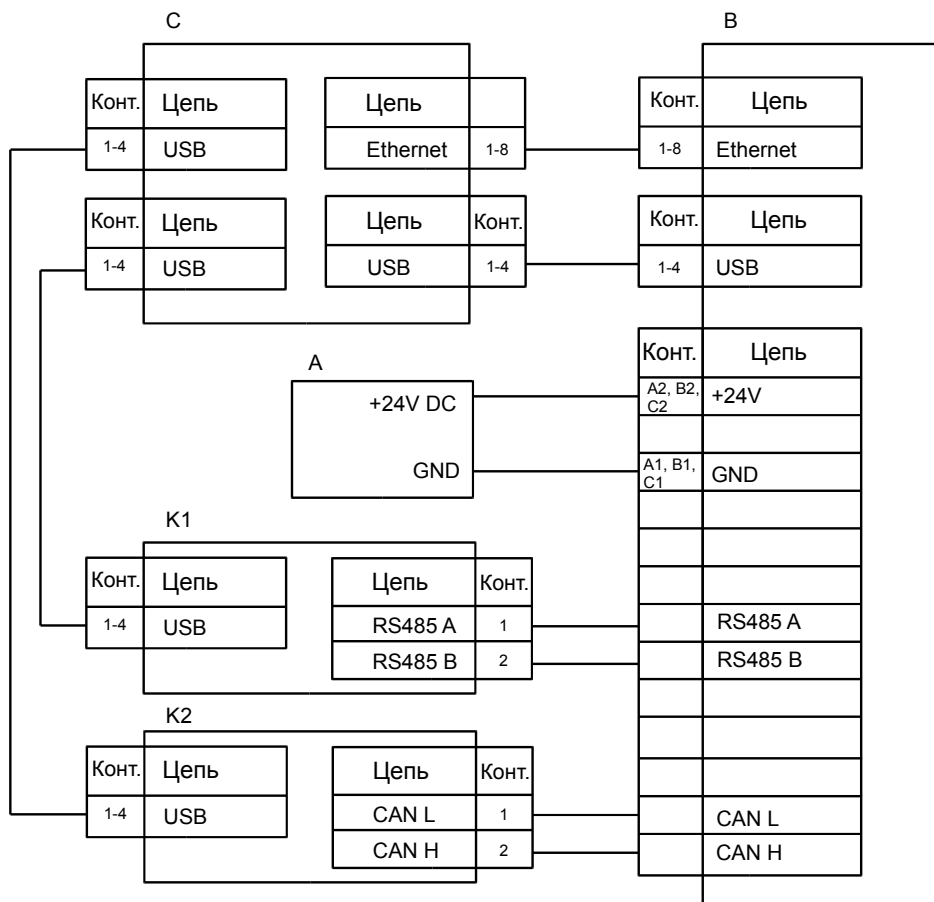 C
Конт. Цепь
1-4 USB
Цепь
Ethernet 1-8
Конт. Цепь
1-4 USB
Цепь Конт.
USB 1-4
B
Конт. Цепь
1-8 Ethernet
Конт. Цепь
1-4 USB
Конт. Цепь
A2, B2,
C2
+24V
A1, B1,
C1
GND
RS485 A
RS485 B
CAN L
CAN H
A
+24V DC
GND
K1
Конт. Цепь
1-4 USB
Цепь Конт.
RS485 A 1
RS485 B 2
K2
Конт. Цепь
1-4 USB
Цепь Конт.
CAN L 1
CAN H 2